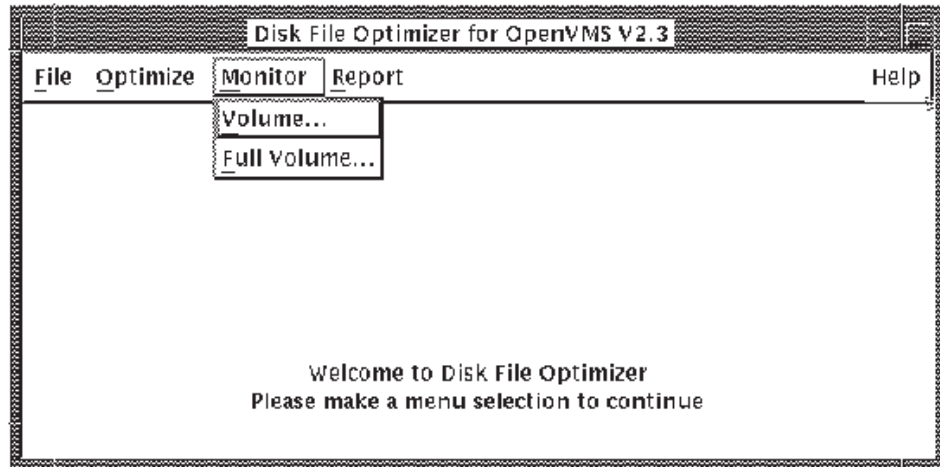 Disk File Optimizer for OpenVMS V2.3
File Optimize Monitor Report Help
Volume...
Full Volume...
Welcome to Disk File Optimizer
Please make a menu selection to continue